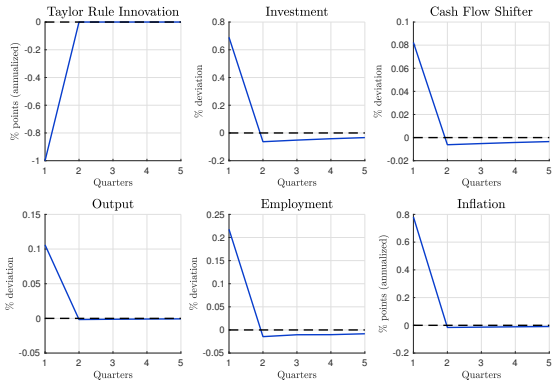 Taylor Rule Innovation
% points (annualized)
0
-0.2
-0.4
-0.6
-0.8
-1
1 2 3 4 5
Quarters
Investment
% deviation
0.8
0.6
0.4
0.2
0
-0.2
1 2 3 4 5
Quarters
Cash Flow Shifter
% deviation
0.1
0.08
0.06
0.04
0.02
0
-0.02
1 2 3 4 5
Quarters
Output
% deviation
0.15
0.1
0.05
0
-0.05
1 2 3 4 5
Quarters
Employment
% deviation
0.25
0.2
0.15
0.1
0.05
0
-0.05
1 2 3 4 5
Quarters
Inflation
% points (annualized)
0.8
0.6
0.4
0.2
0
-0.2
1 2 3 4 5
Quarters